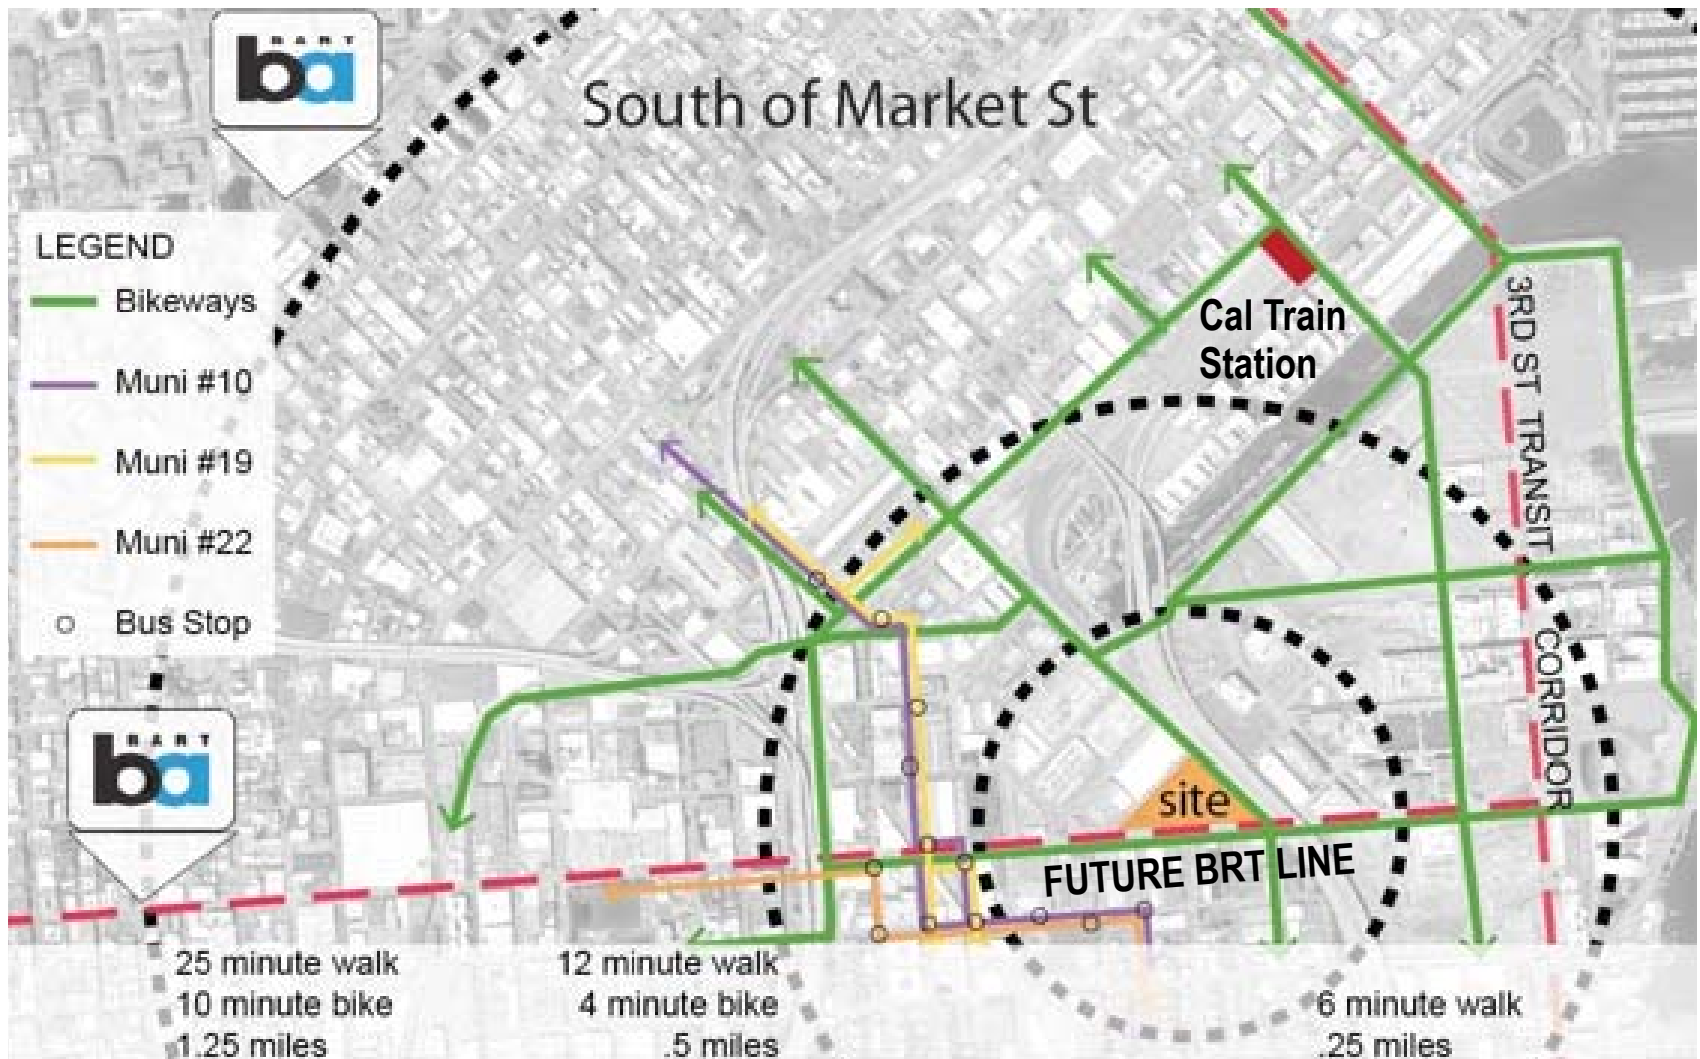 BART
ba
South of Market St
LEGEND
Bikeways
Muni #10
Muni #19
Muni #22
Bus Stop
Cal Train
Station
3RD ST TRANSIT CORRIDOR
BART
ba
site
FUTURE BRT LINE
25 minute walk
10 minute bike
1.25 miles
12 minute walk
4 minute bike
.5 miles
6 minute walk
.25 miles